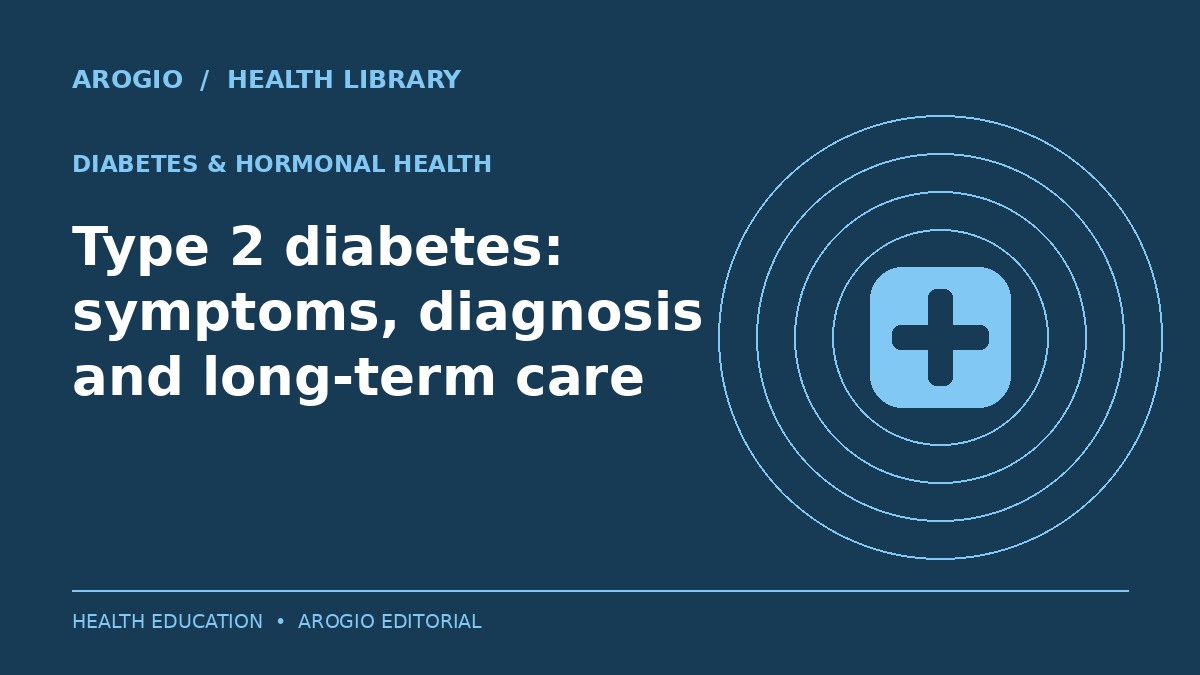 AROGIO / HEALTH LIBRARY
DIABETES & HORMONAL HEALTH
Type 2 diabetes:
symptoms, diagnosis
and long-term care
HEALTH EDUCATION • AROGIO EDITORIAL